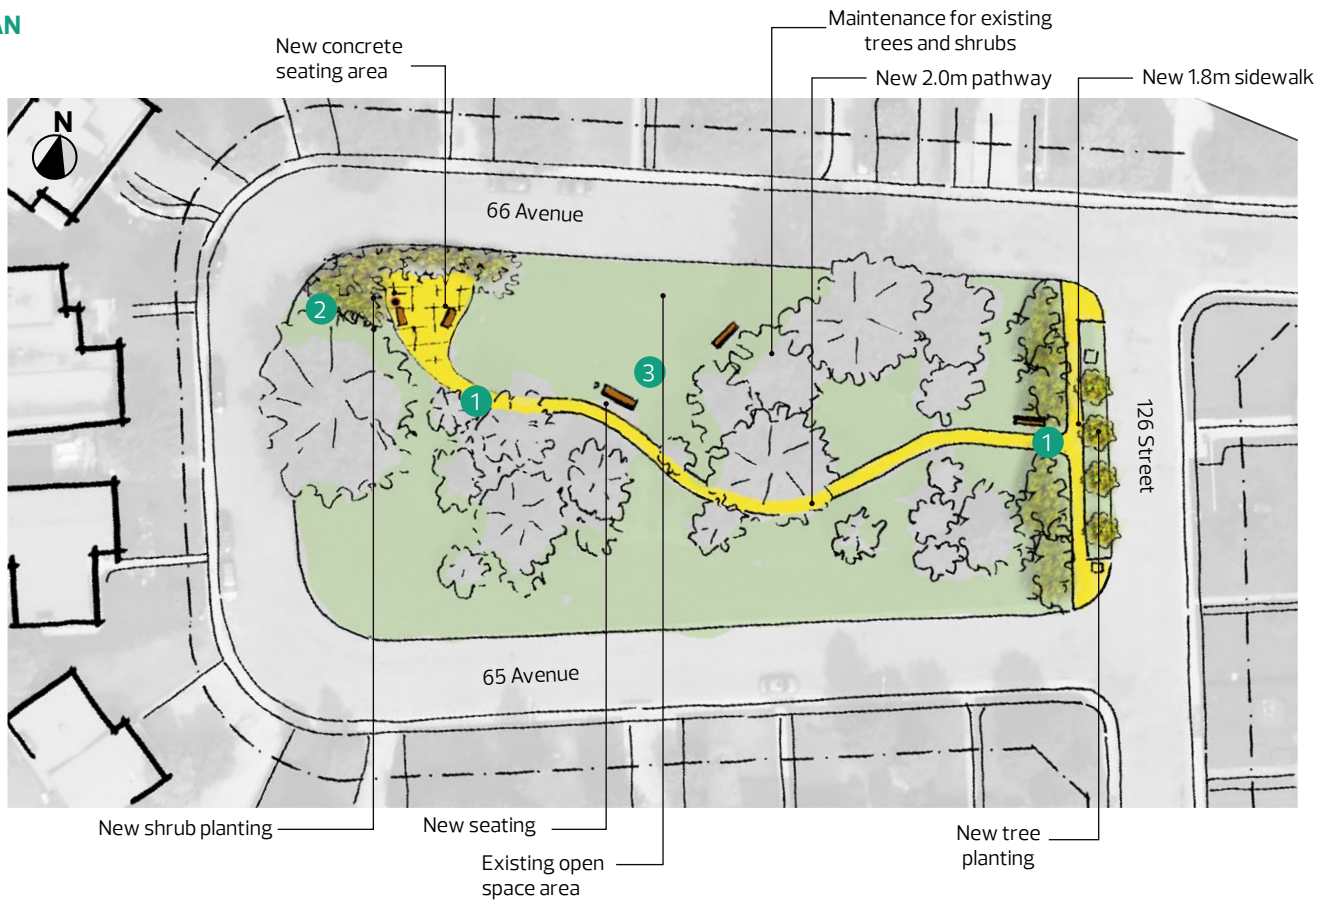 AN
Maintenance for existing
trees and shrubs
New concrete
seating area
New 2.0m pathway
New 1.8m sidewalk
N
66 Avenue
2
3
1
1
126 Street
65 Avenue
New shrub planting
New seating
New tree
planting
Existing open
space area